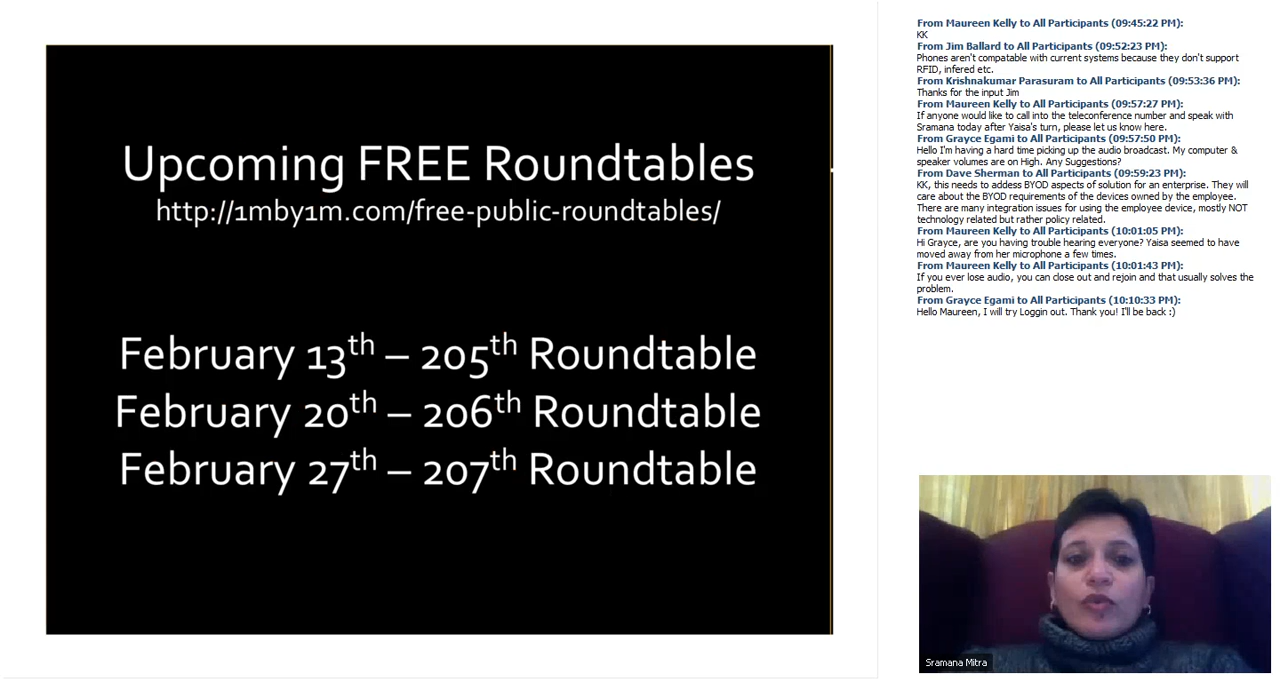 Upcoming FREE Roundtables
http://1mby1m.com/free-public-roundtables/
February 13th – 205th Roundtable
February 20th – 206th Roundtable
February 27th – 207th Roundtable
From Maureen Kelly to All Participants (09:45:22 PM):
KK
From Jim Ballard to All Participants (09:52:23 PM):
Phones aren't compatable with current systems because they don't support
RFID, infered etc.
From Krishnakumar Parasuram to All Participants (09:53:36 PM):
Thanks for the input Jim
From Maureen Kelly to All Participants (09:57:27 PM):
If anyone would like to call into the teleconference number and speak with
Sramana today after Yaisa's turn, please let us know here.
From Grayce Egami to All Participants (09:57:50 PM):
Hello I'm having a hard time picking up the audio broadcast. My computer &
speaker volumes are on High. Any Suggestions?
From Dave Sherman to All Participants (09:59:23 PM):
KK, this needs to addess BYOD aspects of solution for an enterprise. They will
care about the BYOD requirements of the devices owned by the employee.
There are many integration issues for using the employee device, mostly NOT
technology related but rather policy related.
From Maureen Kelly to All Participants (10:01:05 PM):
Hi Grayce, are you having trouble hearing everyone? Yaisa seemed to have
moved away from her microphone a few times.
From Maureen Kelly to All Participants (10:01:43 PM):
If you ever lose audio, you can close out and rejoin and that usually solves the
problem.
From Grayce Egami to All Participants (10:10:33 PM):
Hello Maureen, I will try Loggin out. Thank you! I'll be back :)
Sramana Mitra